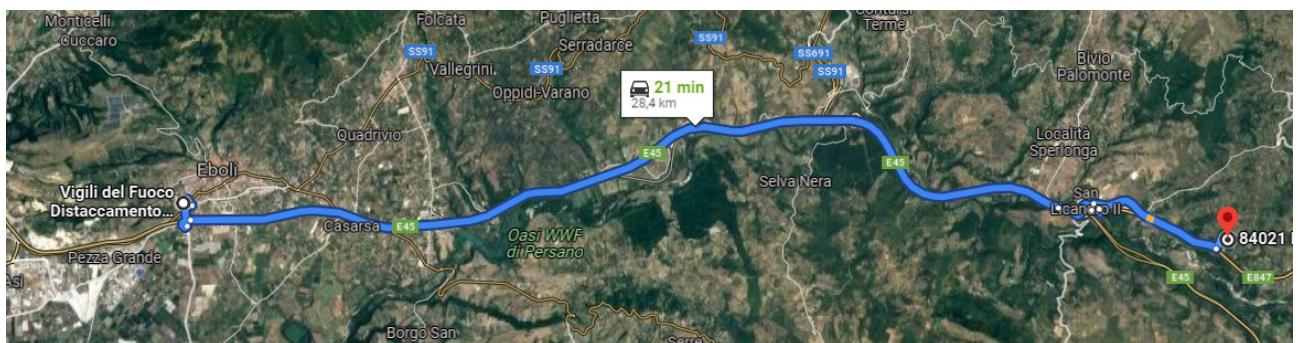 Monticelli
Cuccaro
Folcata
Puglietta
Contursi
Terme
SS91
Serradarce
SS91
SS691
Vallegrini
SS91
SS91
Bivio
Palomonte
Oppidi-Varano
21 min
28,4 km
Quadrivio
Località
Sperlonga
E45
E45
Eboli
Selva Nera
Vigili del Fuoco
Distaccamento...
San
Licandro II
Casarsa
E45
Oasi WWF
di Persano
84021
Pezza Grande
E45
E847
Asi
Borgo San
Serre